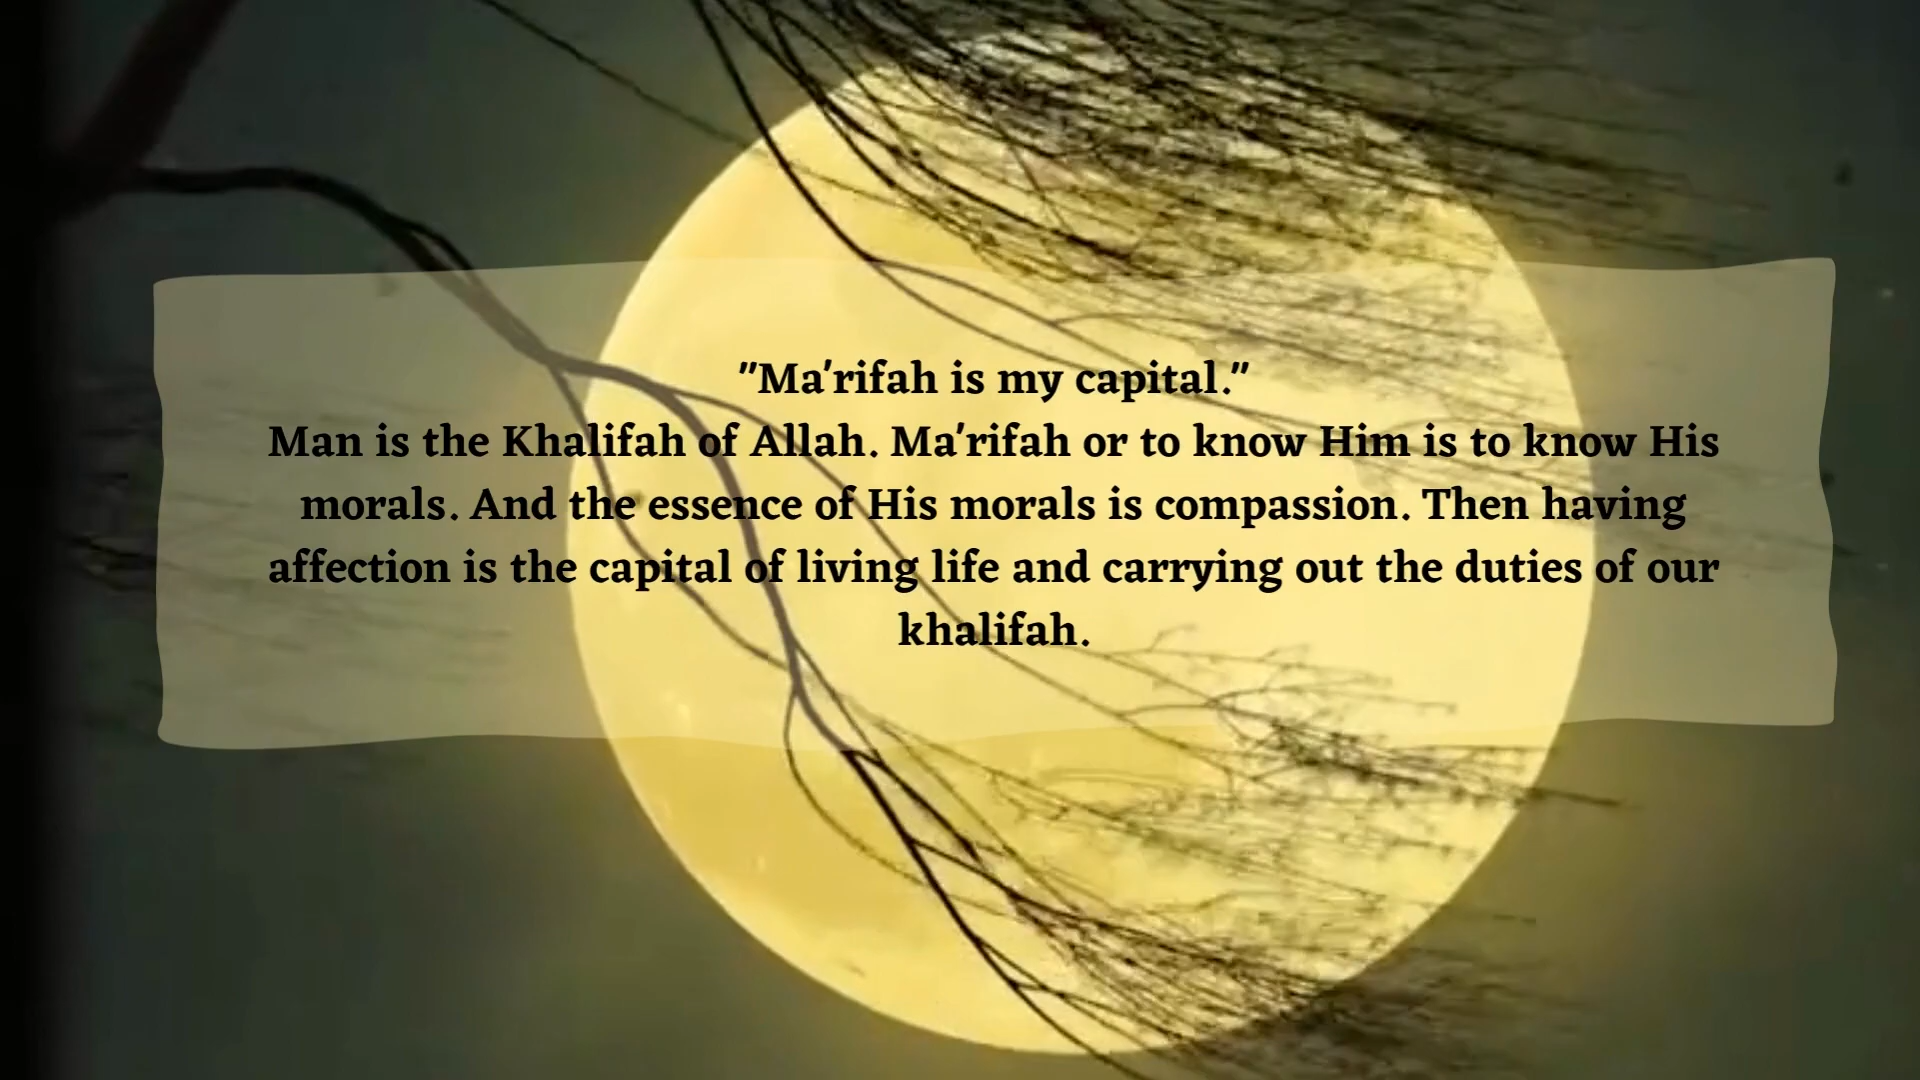 "Ma'rifah is my capital."
Man is the Khalifah of Allah. Ma'rifah or to know Him is to know His
morals. And the essence of His morals is compassion. Then having
affection is the capital of living life and carrying out the duties of our
khalifah.